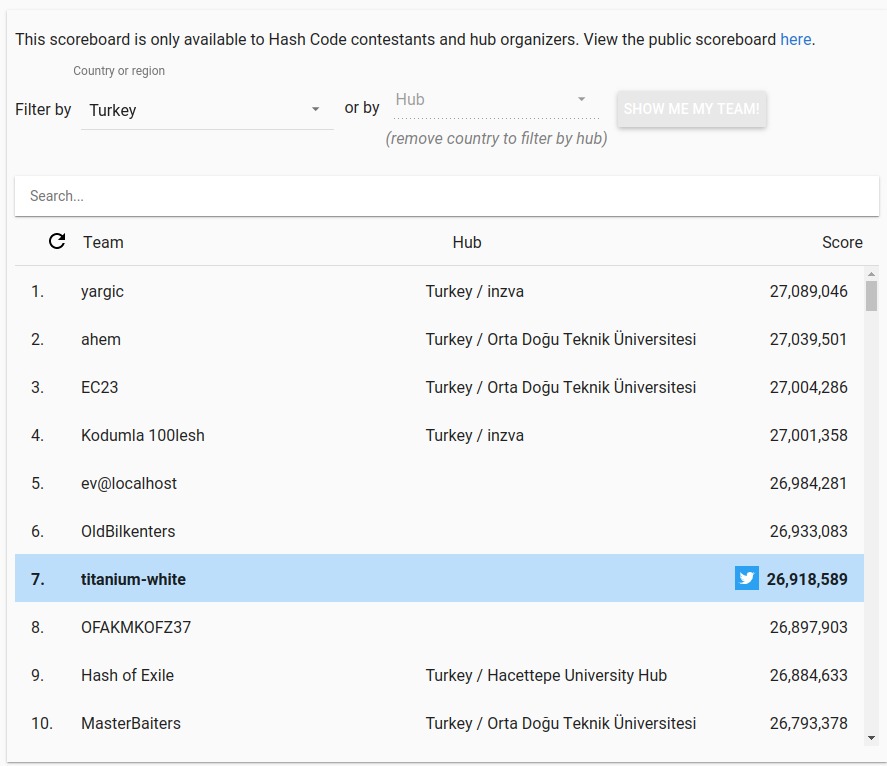 This scoreboard is only available to Hash Code contestants and hub organizers. View the public scoreboard here.
Country or region
Filter by Turkey or by Hub SHOW ME MY TEAM!
(remove country to filter by hub)
Search...
Team Hub Score
1. yargic Turkey / inzva 27,089,046
2. ahem Turkey / Orta Doğu Teknik Üniversitesi 27,039,501
3. EC23 Turkey / Orta Doğu Teknik Üniversitesi 27,004,286
4. Kodumla 100lesh Turkey / inzva 27,001,358
5. ev@localhost 26,984,281
6. OldBilkenters 26,933,083
7. titanium-white 26,918,589
8. OFAKMKOFZ37 26,897,903
9. Hash of Exile Turkey / Hacettepe University Hub 26,884,633
10. MasterBaiters Turkey / Orta Doğu Teknik Üniversitesi 26,793,378